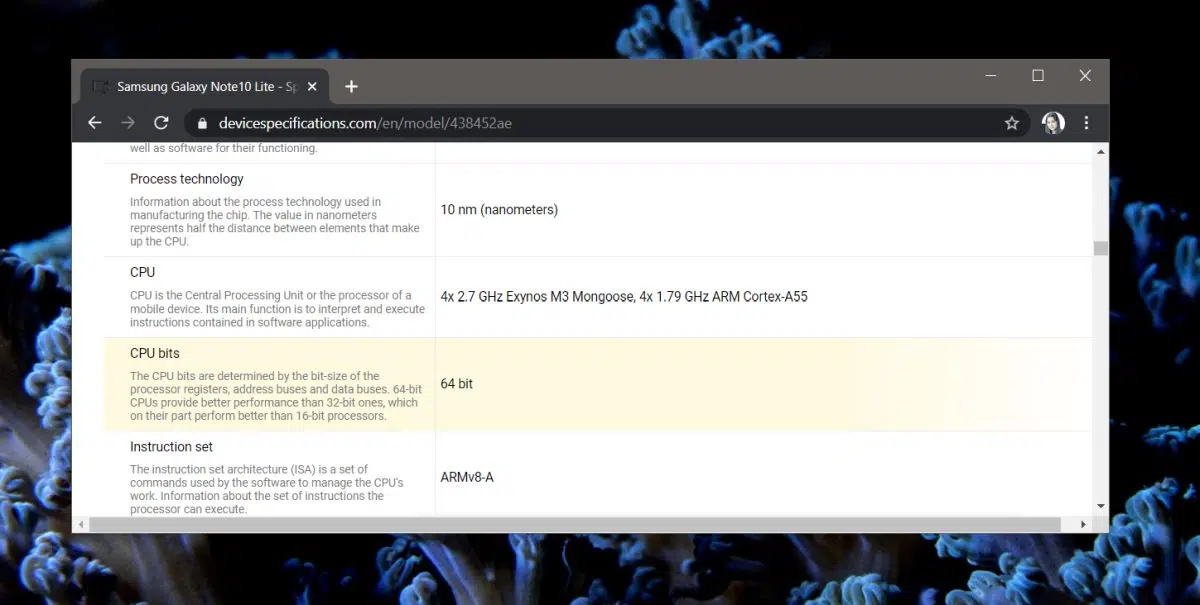 Samsung Galaxy Note10 Lite - Sp
devicespecifications.com/en/model/438452ae
well as software for their functioning.
Process technology
Information about the process technology used in
manufacturing the chip. The value in nanometers
represents half the distance between elements that make
up the CPU.
10 nm (nanometers)
CPU
CPU is the Central Processing Unit or the processor of a
mobile device. Its main function is to interpret and execute
instructions contained in software applications.
4x 2.7 GHz Exynos M3 Mongoose, 4x 1.79 GHz ARM Cortex-A55
CPU bits
The CPU bits are determined by the bit-size of the
processor registers, address buses and data buses. 64-bit
CPUs provide better performance than 32-bit ones, which
on their part perform better than 16-bit processors.
64 bit
Instruction set
The instruction set architecture (ISA) is a set of
commands used by the software to manage the CPU's
work. Information about the set of instructions the
processor can execute.
ARMv8-A